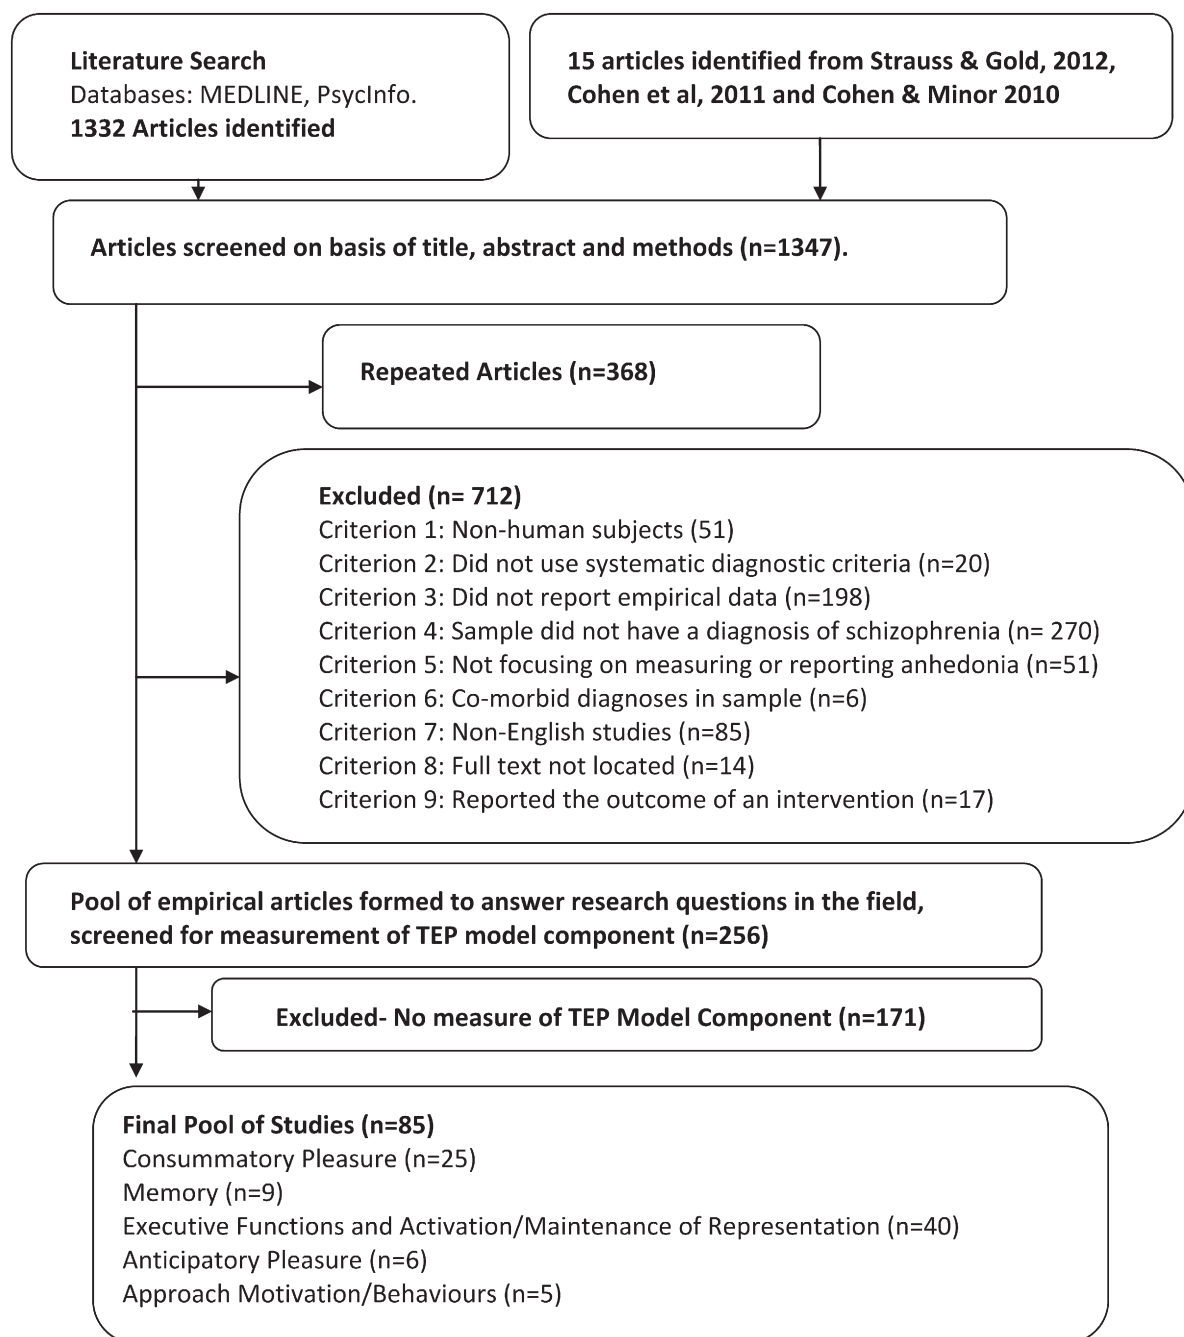 Literature Search
Databases: MEDLINE, PsycInfo.
1332 Articles identified
15 articles identified from Strauss & Gold, 2012,
Cohen et al, 2011 and Cohen & Minor 2010
Articles screened on basis of title, abstract and methods (n=1347).
Repeated Articles (n=368)
Excluded (n= 712)
Criterion 1: Non-human subjects (51)
Criterion 2: Did not use systematic diagnostic criteria (n=20)
Criterion 3: Did not report empirical data (n=198)
Criterion 4: Sample did not have a diagnosis of schizophrenia (n= 270)
Criterion 5: Not focusing on measuring or reporting anhedonia (n=51)
Criterion 6: Co-morbid diagnoses in sample (n=6)
Criterion 7: Non-English studies (n=85)
Criterion 8: Full text not located (n=14)
Criterion 9: Reported the outcome of an intervention (n=17)
Pool of empirical articles formed to answer research questions in the field,
screened for measurement of TEP model component (n=256)
Excluded- No measure of TEP Model Component (n=171)
Final Pool of Studies (n=85)
Consummatory Pleasure (n=25)
Memory (n=9)
Executive Functions and Activation/Maintenance of Representation (n=40)
Anticipatory Pleasure (n=6)
Approach Motivation/Behaviours (n=5)